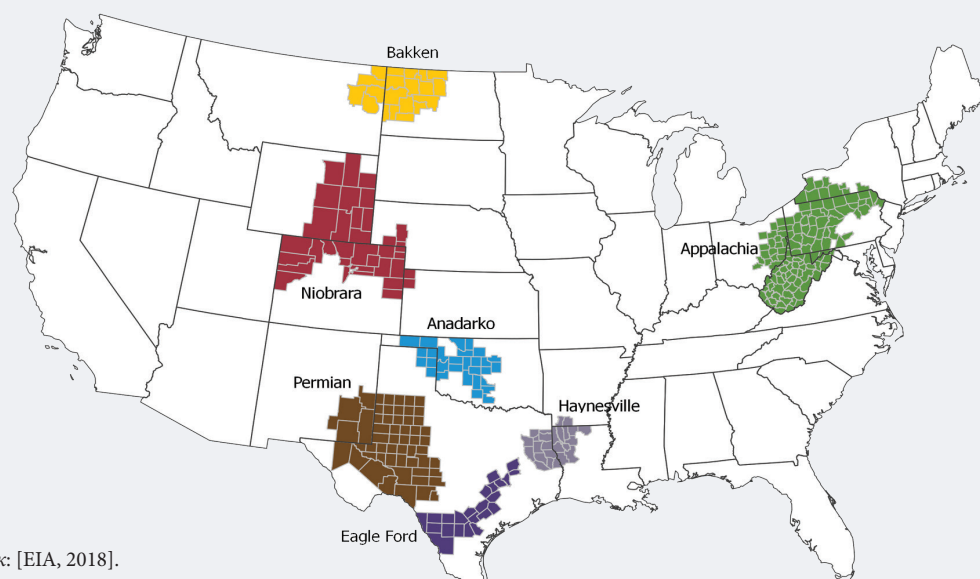 Bakken
Appalachia
Niobrara
Anadarko
Permian
Haynesville
Eagle Ford
: [EIA, 2018].